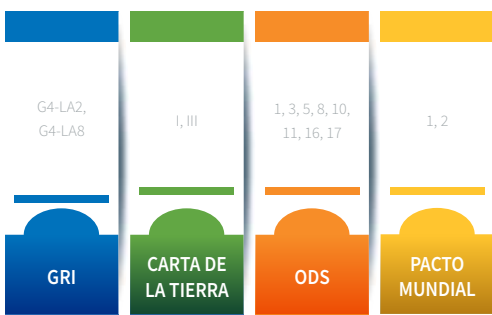 G4-LA2,
G4-LA8
GRI
I, III
CARTA DE
LA TIERRA
1, 3, 5, 8, 10,
11, 16, 17
ODS
1, 2
PACTO
MUNDIAL